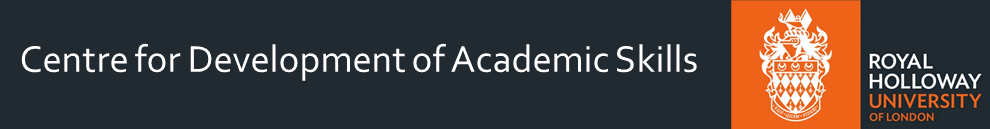 Centre for Development of Academic Skills
ROYAL
HOLLOWAY
UNIVERSITY
OF LONDON